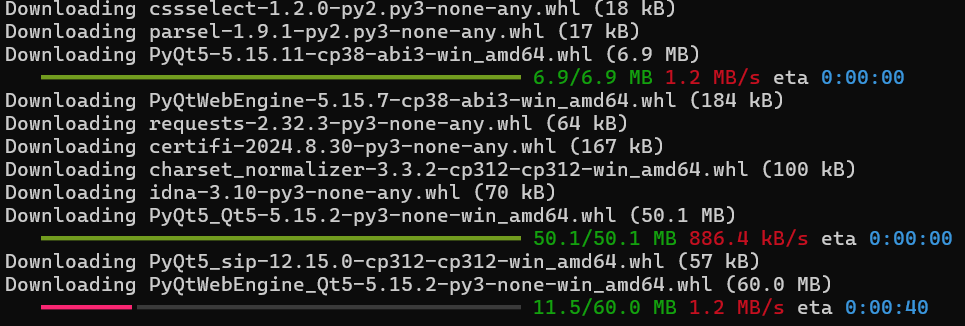 Downloading cssselect-1.2.0-py2.py3-none-any.whl (18 kB)
Downloading parsel-1.9.1-py2.py3-none-any.whl (17 kB)
Downloading PyQt5-5.15.11-cp38-abi3-win_amd64.whl (6.9 MB)
6.9/6.9 MB 1.2 MB/s eta 0:00:00
Downloading PyQtWebEngine-5.15.7-cp38-abi3-win_amd64.whl (184 kB)
Downloading requests-2.32.3-py3-none-any.whl (64 kB)
Downloading certifi-2024.8.30-py3-none-any.whl (167 kB)
Downloading charset_normalizer-3.3.2-cp312-cp312-win_amd64.whl (100 kB)
Downloading idna-3.10-py3-none-any.whl (70 kB)
Downloading PyQt5_Qt5-5.15.2-py3-none-win_amd64.whl (50.1 MB)
50.1/50.1 MB 886.4 kB/s eta 0:00:00
Downloading PyQt5_sip-12.15.0-cp312-cp312-win_amd64.whl (57 kB)
Downloading PyQtWebEngine_Qt5-5.15.2-py3-none-win_amd64.whl (60.0 MB)
11.5/60.0 MB 1.2 MB/s eta 0:00:40